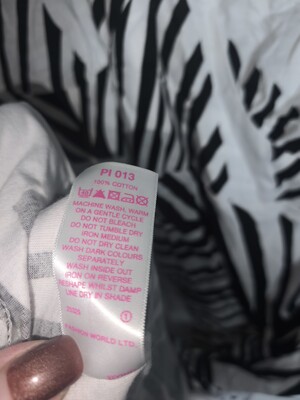 PI 013
100% COTTON
MACHINE WASH, WARM
ON A GENTLE CYCLE
DO NOT BLEACH
DO NOT TUMBLE DRY
IRON MEDIUM
DO NOT DRY CLEAN
WASH DARK COLOURS
SEPARATELY
WASH INSIDE OUT
IRON ON REVERSE
RESHAPE WHILST DAMP
LINE DRY IN SHADE
FASHION WORLD LTD.